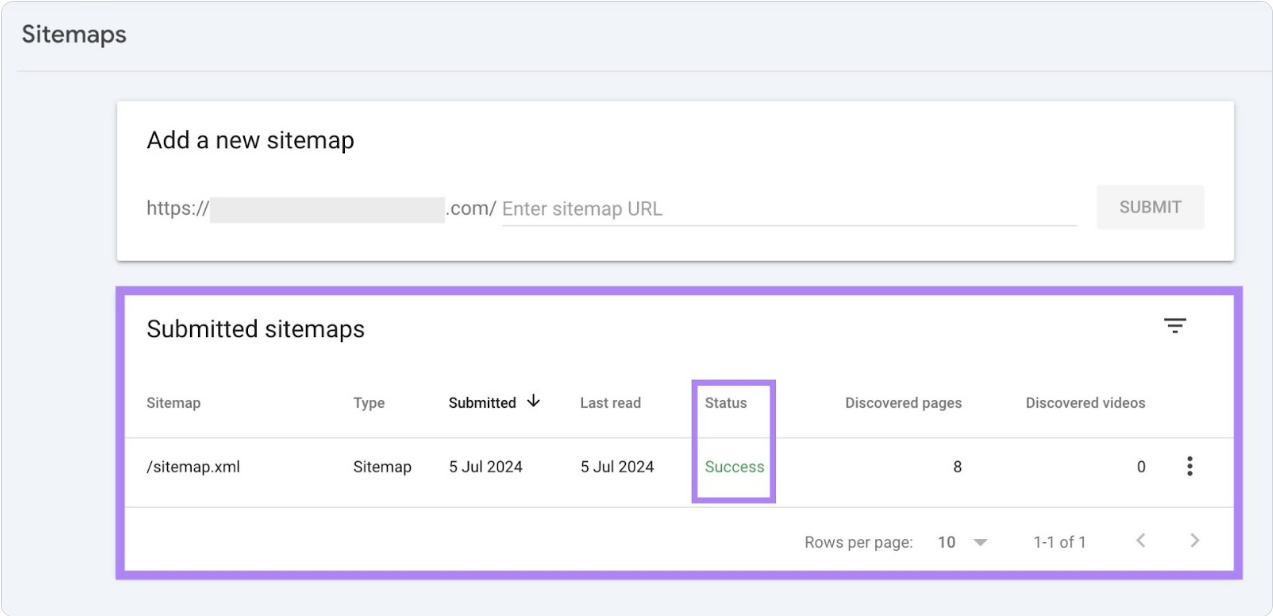 Sitemaps
Add a new sitemap
https:// .com/ Enter sitemap URL SUBMIT
Submitted sitemaps
Sitemap Type Submitted Last read Status Discovered pages Discovered videos
/sitemap.xml Sitemap 5 Jul 2024 5 Jul 2024 Success 8 0
Rows per page: 10 1-1 of 1